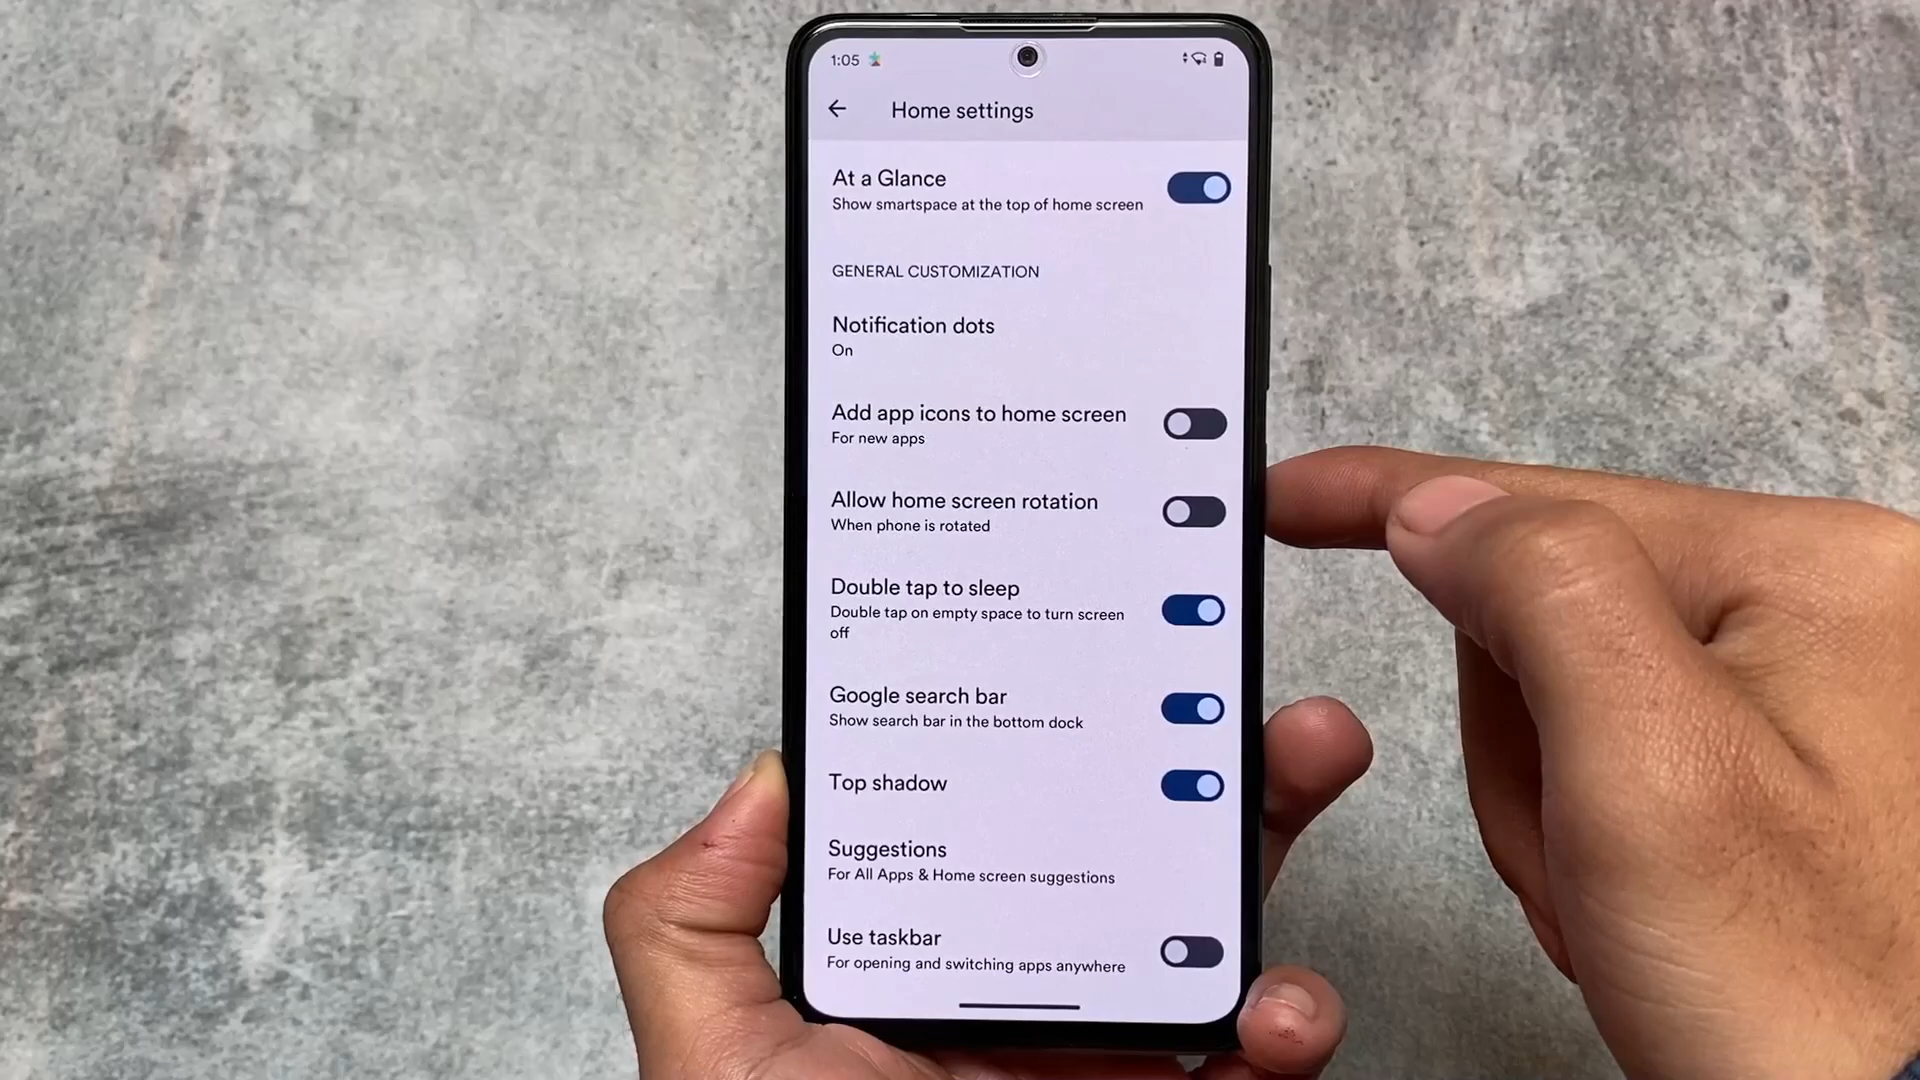 1:05
Home settings
At a Glance
Show smartspace at the top of home screen
GENERAL CUSTOMIZATION
Notification dots
On
Add app icons to home screen
For new apps
Allow home screen rotation
When phone is rotated
Double tap to sleep
Double tap on empty space to turn screen
off
Google search bar
Show search bar in the bottom dock
Top shadow
Suggestions
For All Apps & Home screen suggestions
Use taskbar
For opening and switching apps anywhere